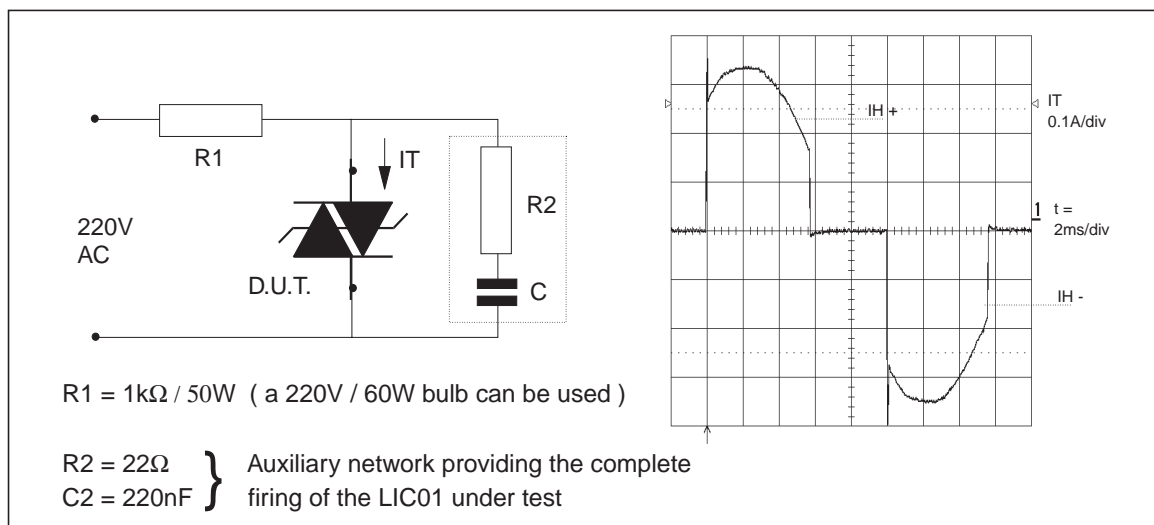 R1
IT
R2
220V
AC
D.U.T.
C
IH +
IT
0.1A/div
1
t =
2ms/div
IH -
R1 = 1kΩ / 50W ( a 220V / 60W bulb can be used )
R2 = 22Ω
C2 = 220nF
} Auxiliary network providing the complete
firing of the LIC01 under test